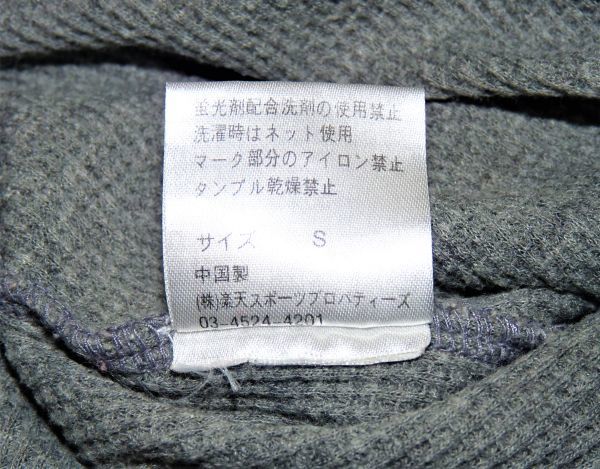 蛍光剤配合洗剤の使用禁止
洗濯時はネット使用
マーク部分のアイロン禁止
タンブル乾燥禁止
サイズ S
中国製
(株)楽天スポーツプロパティーズ
03-4524-4201